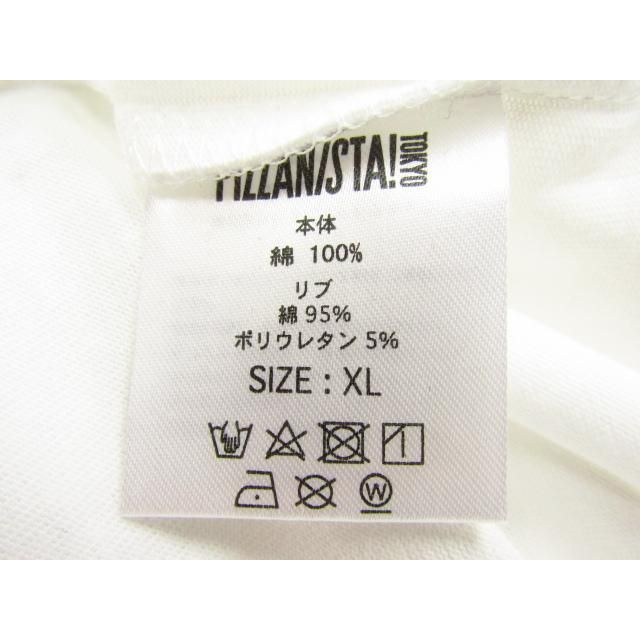 PIZZANISTA! TOKYO
本体
綿 100%
リブ
綿 95%
ポリウレタン 5%
SIZE : XL
W